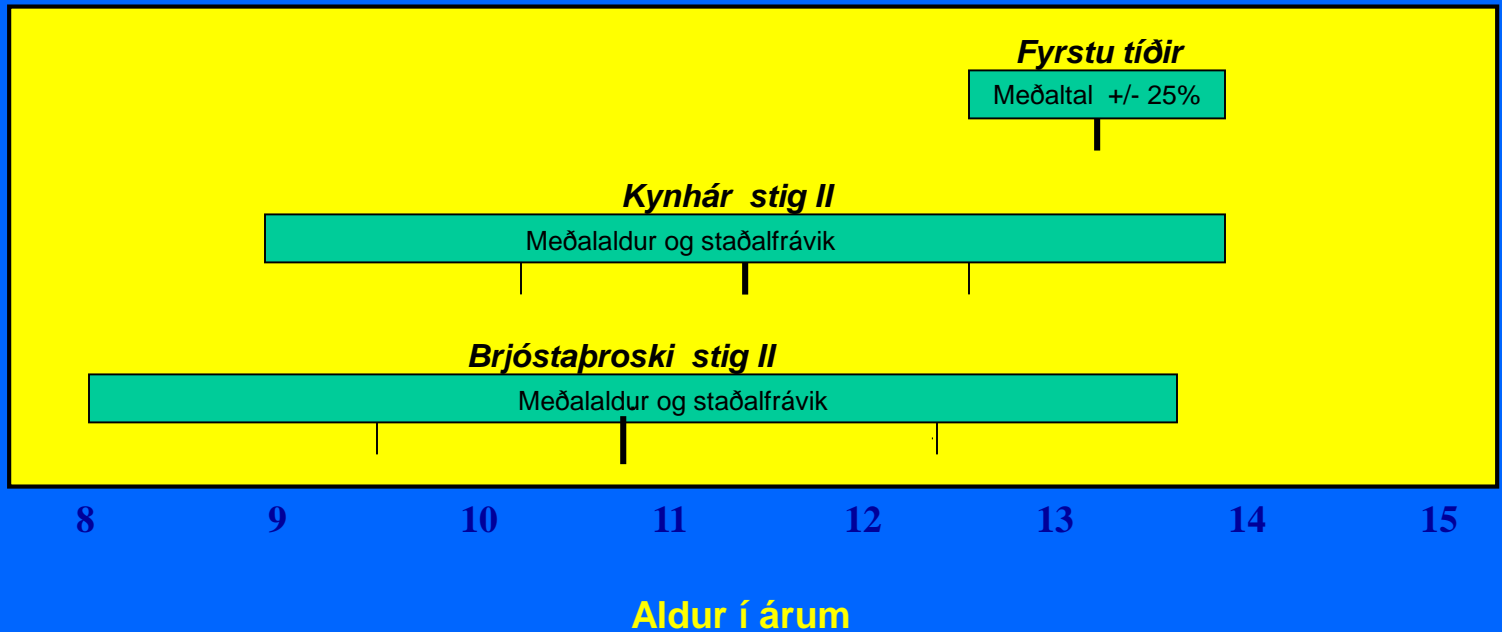 Fyrstu tíðir
Meðaltal +/- 25%
Kynhár stig II
Meðalaldur og staðalfrávik
Brjóstaþroski stig II
Meðalaldur og staðalfrávik
8 9 10 11 12 13 14 15
Aldur í árum